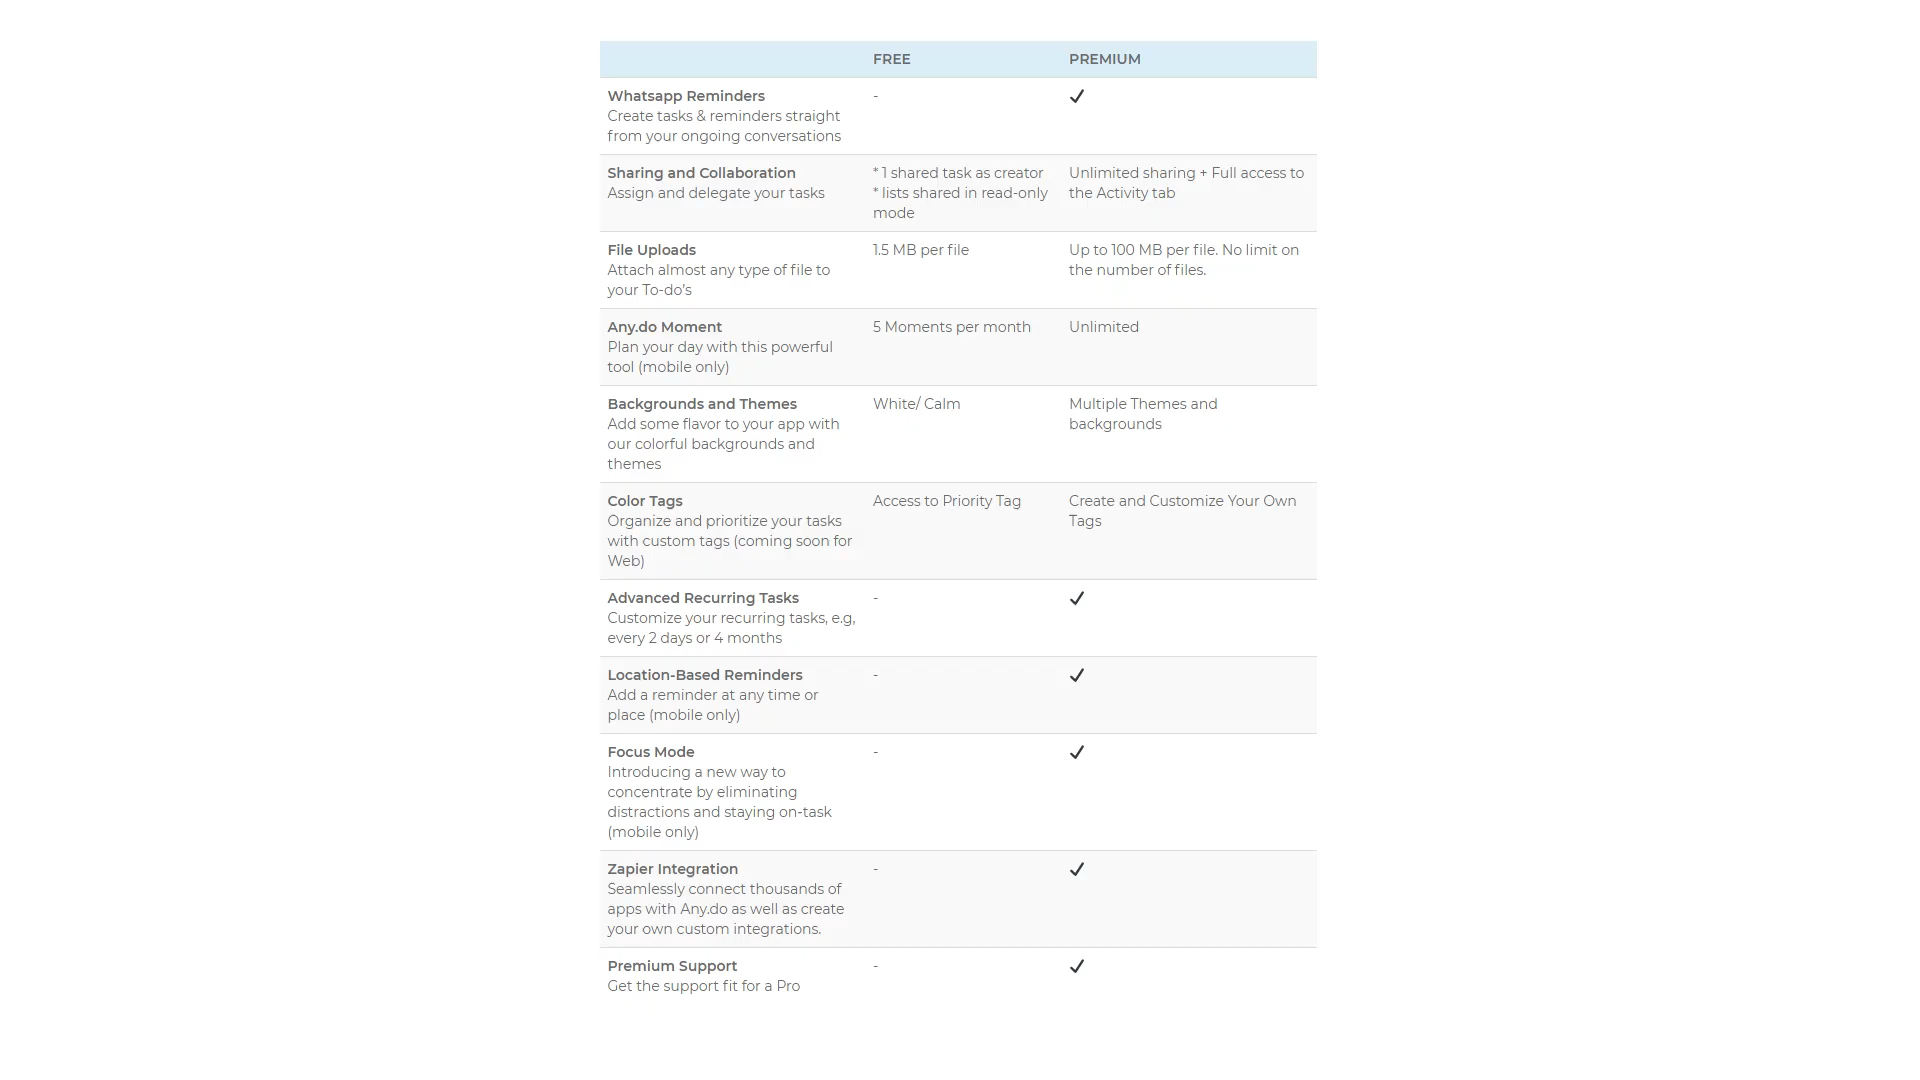 FREE PREMIUM
Whatsapp Reminders - ✓
Create tasks & reminders straight
from your ongoing conversations
Sharing and Collaboration * 1 shared task as creator Unlimited sharing + Full access to
Assign and delegate your tasks * lists shared in read-only the Activity tab
mode
File Uploads 1.5 MB per file Up to 100 MB per file. No limit on
Attach almost any type of file to the number of files.
your To-do’s
Any.do Moment 5 Moments per month Unlimited
Plan your day with this powerful
tool (mobile only)
Backgrounds and Themes White/ Calm Multiple Themes and
Add some flavor to your app with backgrounds
our colorful backgrounds and
themes
Color Tags Access to Priority Tag Create and Customize Your Own
Organize and prioritize your tasks Tags
with custom tags (coming soon for
Web)
Advanced Recurring Tasks - ✓
Customize your recurring tasks, e.g,
every 2 days or 4 months
Location-Based Reminders - ✓
Add a reminder at any time or
place (mobile only)
Focus Mode - ✓
Introducing a new way to
concentrate by eliminating
distractions and staying on-task
(mobile only)
Zapier Integration - ✓
Seamlessly connect thousands of
apps with Any.do as well as create
your own custom integrations.
Premium Support - ✓
Get the support fit for a Pro